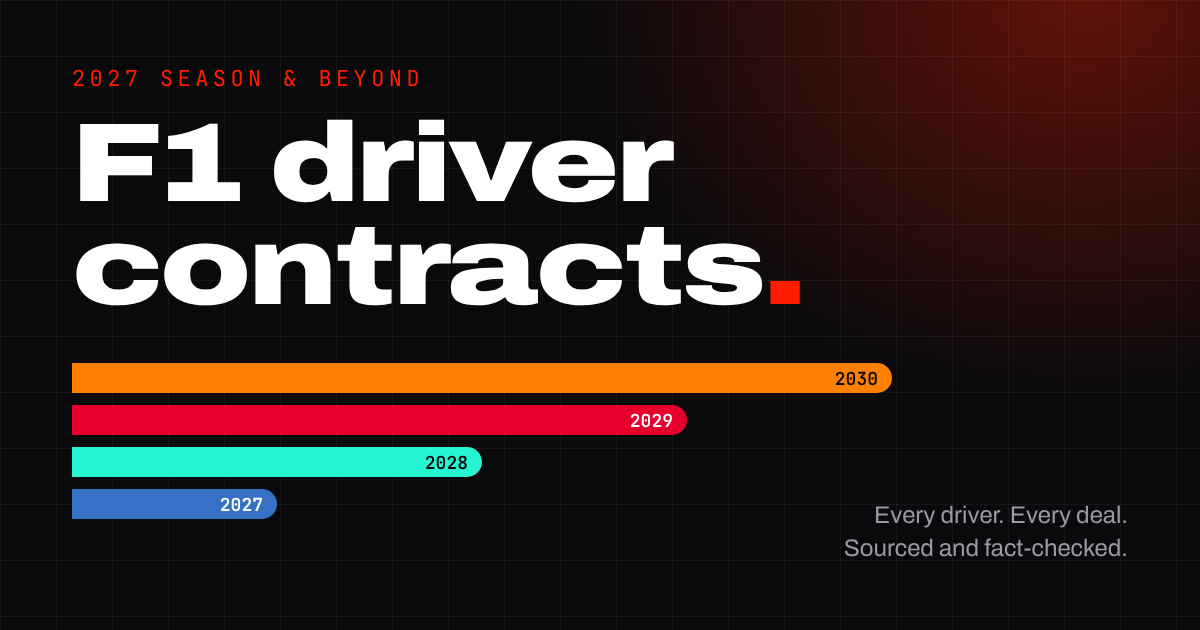 2027 SEASON & BEYOND
F1 driver
contracts.
2030
2029
2028
2027
Every driver. Every deal.
Sourced and fact-checked.